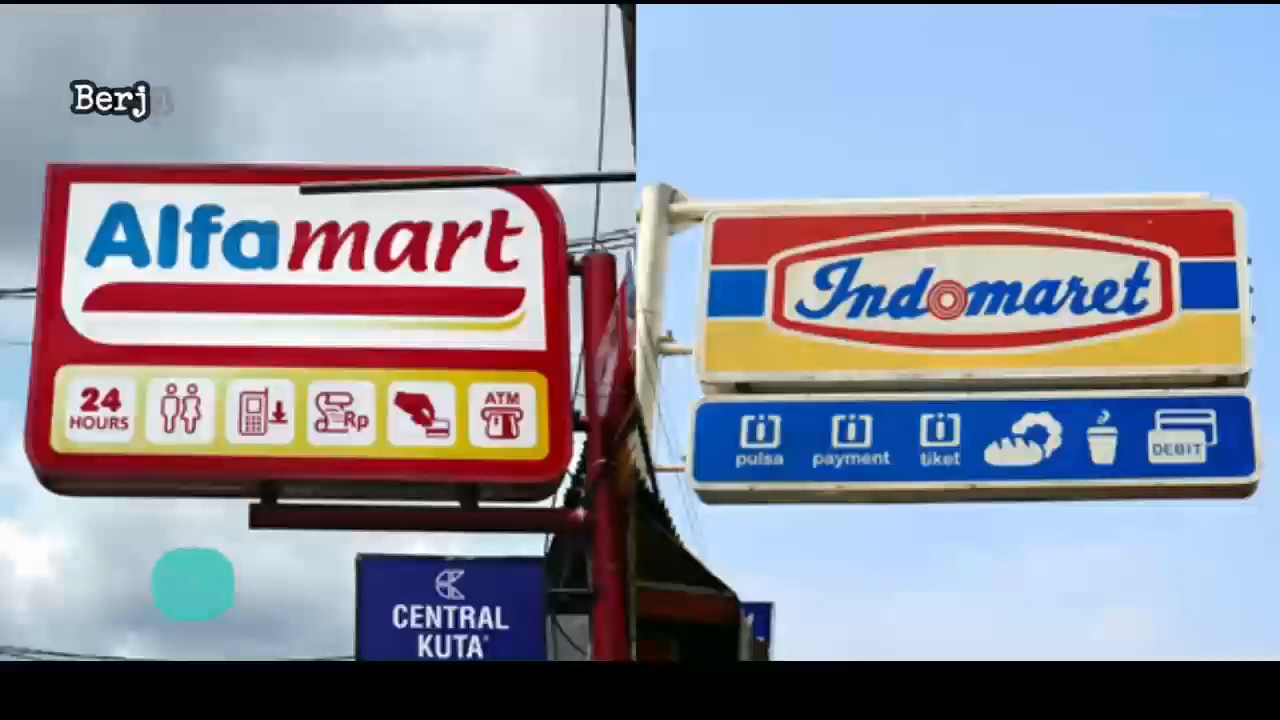 Berj
Alfamart
24
HOURS
Rp
ATM
CENTRAL
KUTA
Indomaret
pulsa
payment
tiket
DEBIT